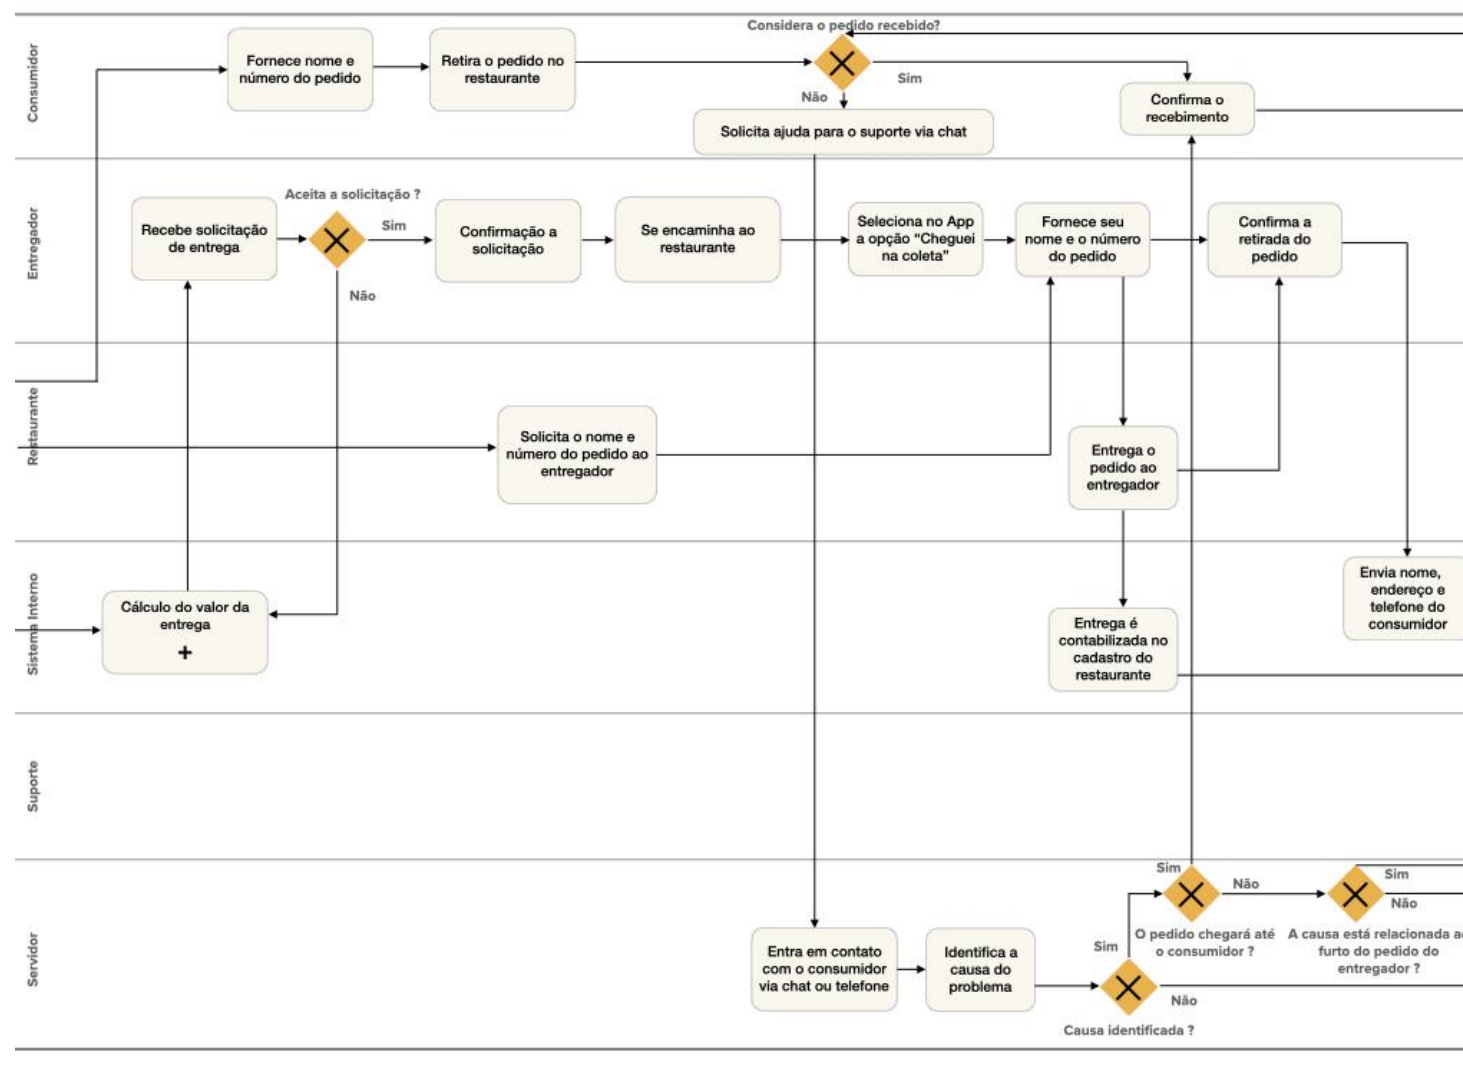 Considera o pedido recebido?
Consumidor
Fornece nome e
número do pedido
Retira o pedido no
restaurante
Sim
Não
Confirma o
recebimento
Solicita ajuda para o suporte via chat
Entregador
Aceita a solicitação ?
Recebe solicitação
de entrega
Sim
Não
Confirmação a
solicitação
Se encaminha ao
restaurante
Seleciona no App
a opção “Cheguei
na coleta”
Fornece seu
nome e o número
do pedido
Confirma a
retirada do
pedido
Restaurante
Solicita o nome e
número do pedido ao
entregador
Entrega o
pedido ao
entregador
Sistema Interno
Cálculo do valor da
entrega
Entrega é
contabilizada no
cadastro do
restaurante
Envia nome,
endereço e
telefone do
consumidor
Suporte
Servidor
Entra em contato
com o consumidor
via chat ou telefone
Identifica a
causa do
problema
Sim
Não
Causa identificada ?
Sim
Não
O pedido chegará até
o consumidor ?
Sim
Não
A causa está relacionada
furto do pedido do
entregador ?